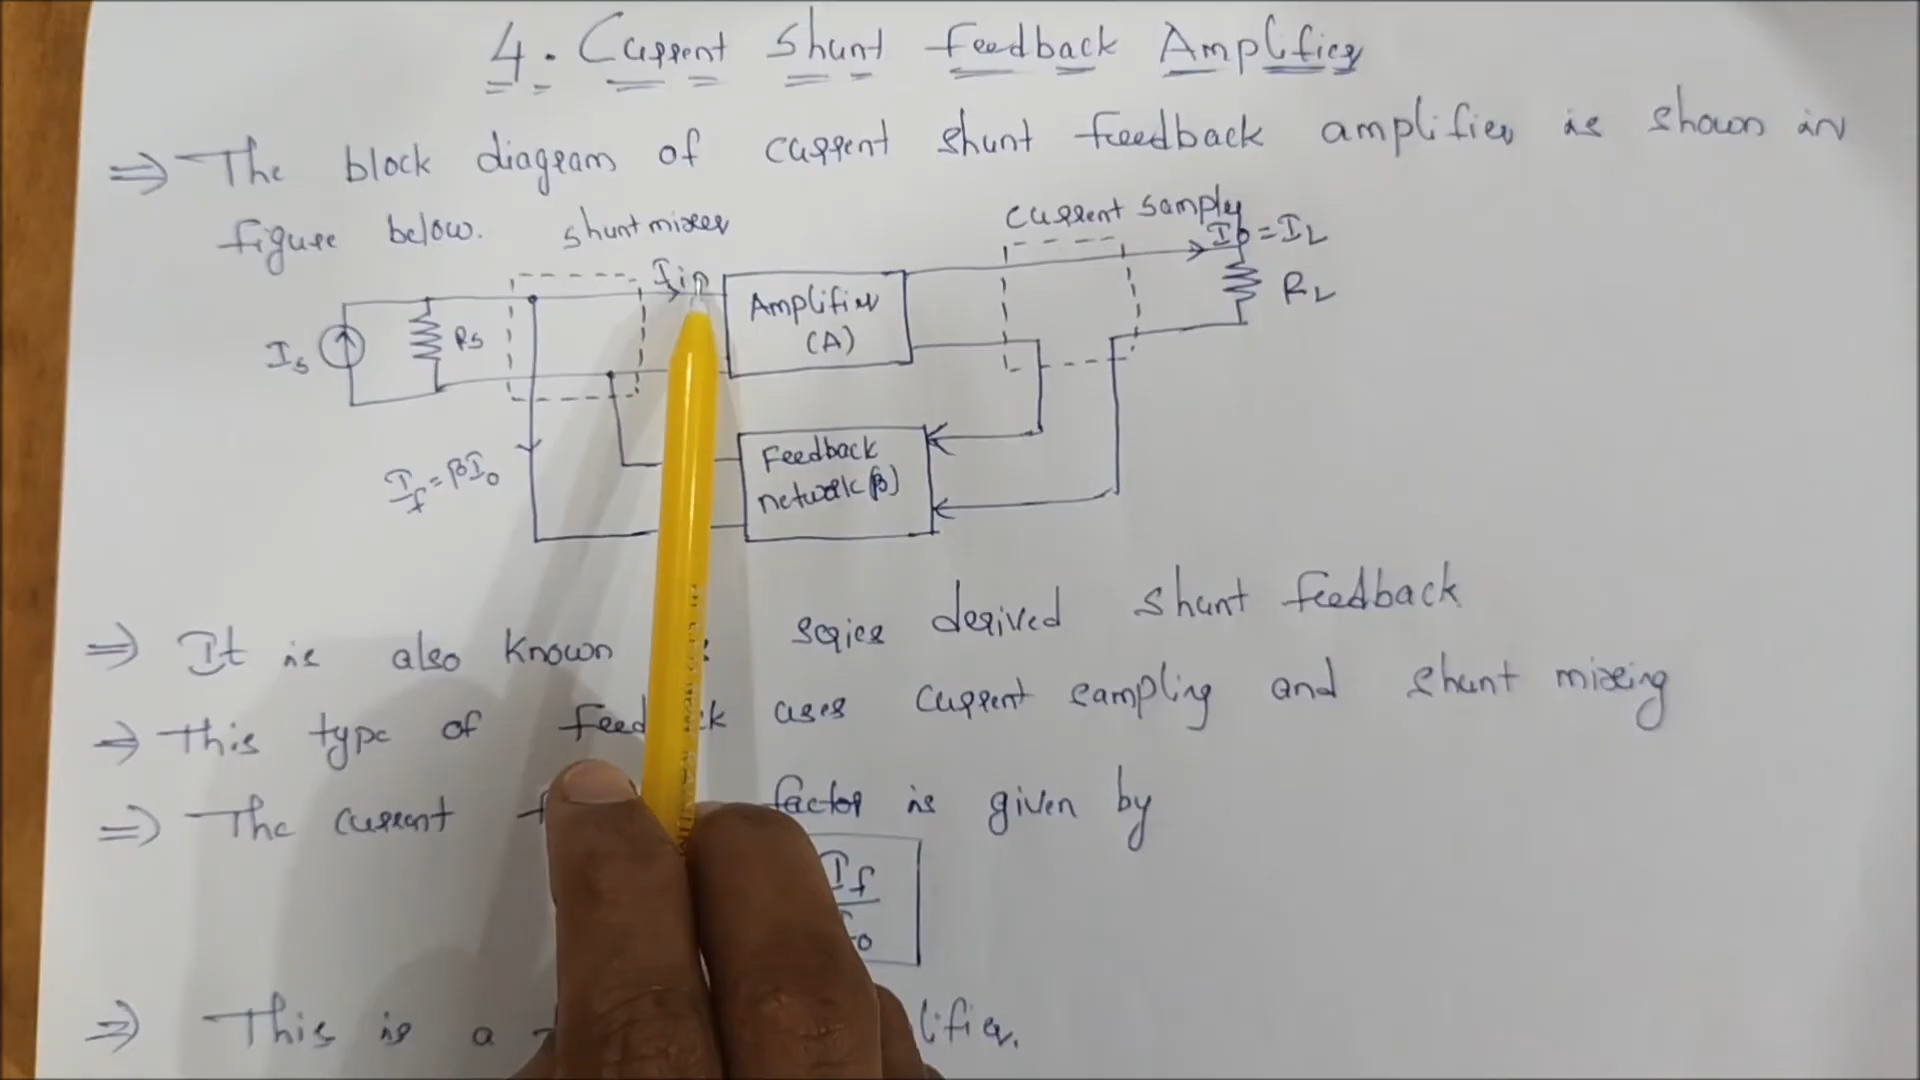 4. Current Shunt Feedback Amplifier
⇒ The block diagram of current shunt feedback amplifier is shown in
figure below.
shunt mixer
current sampler
Iin
Io = IL
Amplifier
(A)
RL
Is
Rs
If = βIo
Feedback
network(β)
⇒ It is also known series derived shunt feedback
⇒ This type of uses current sampling and shunt mixing
⇒ The current factor is given by
If
Io
⇒ This is a